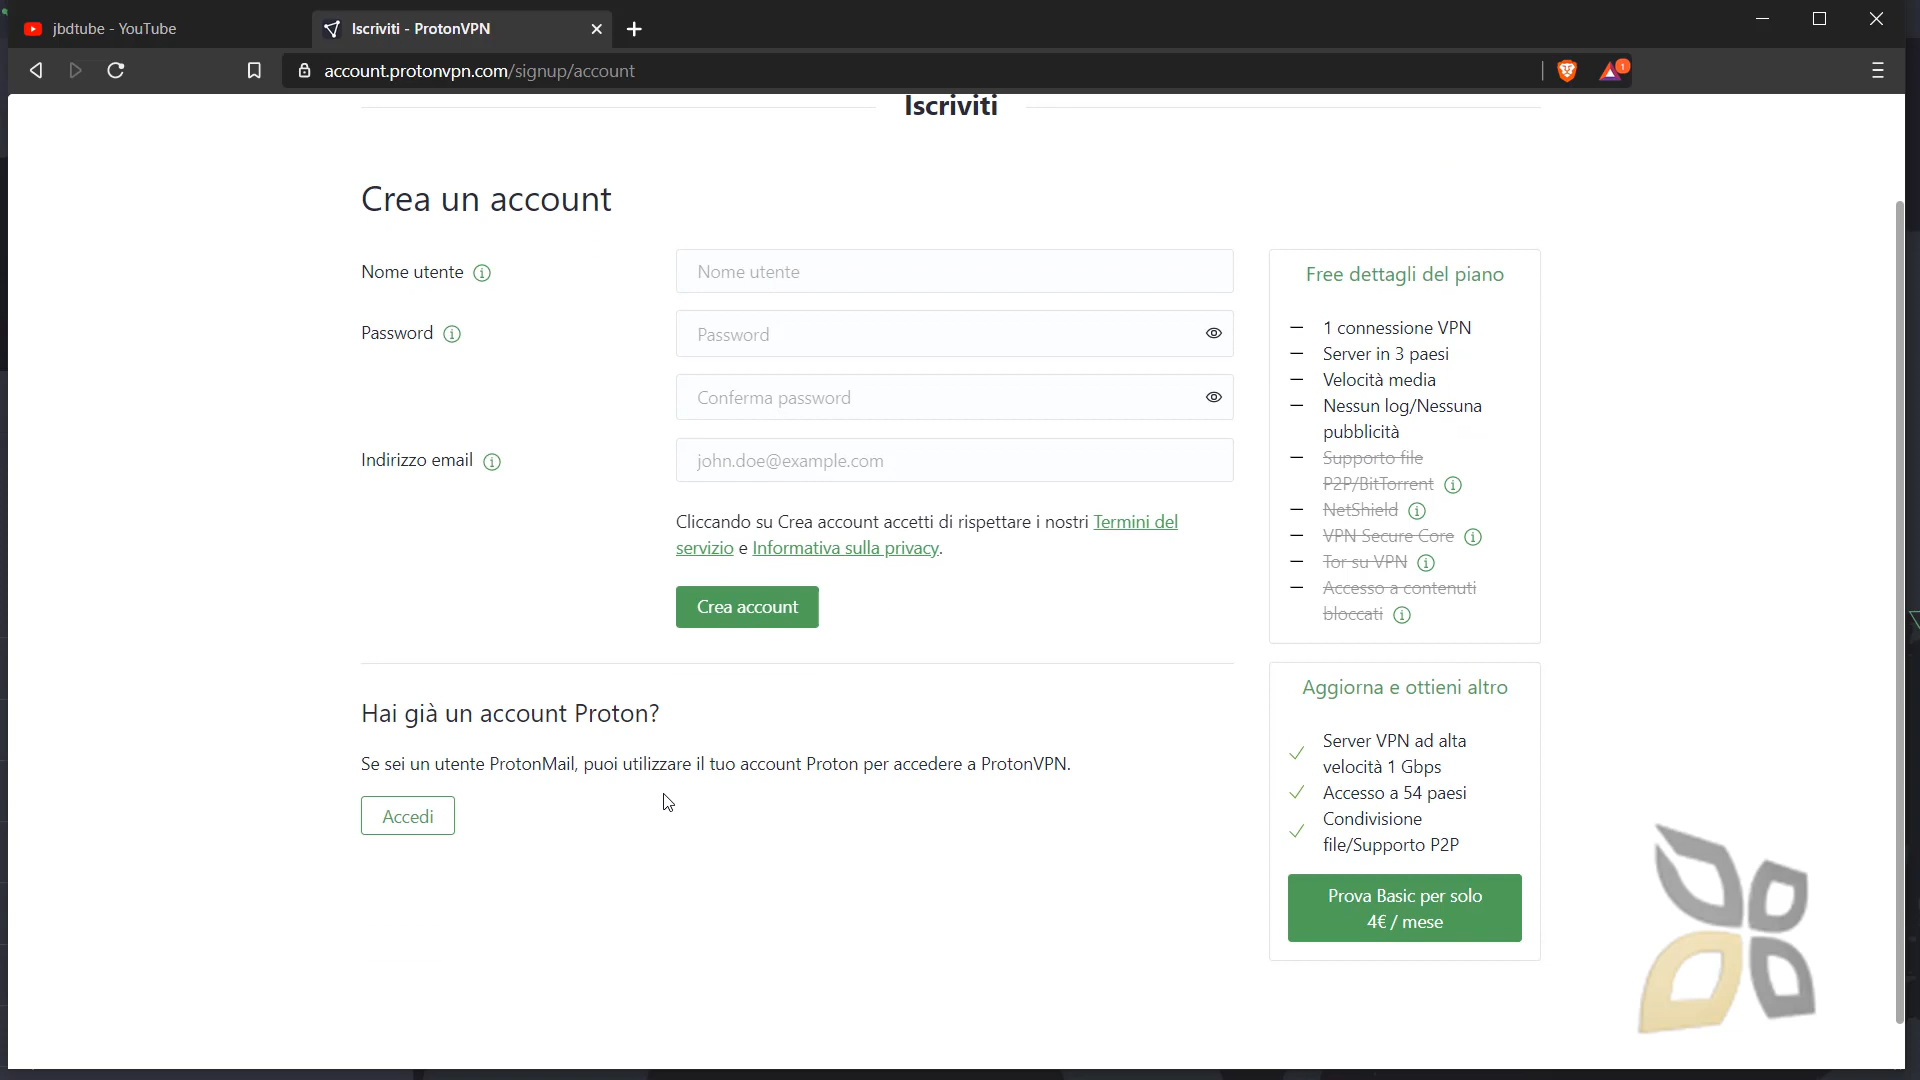 jbdtube - YouTube
Iscriviti - ProtonVPN
account.protonvpn.com/signup/account
1
Iscriviti
Crea un account
Nome utente
Nome utente
Password
Password
Conferma password
Indirizzo email
john.doe@example.com
Cliccando su Crea account accetti di rispettare i nostri Termini del
servizio e Informativa sulla privacy.
Crea account
Hai già un account Proton?
Se sei un utente ProtonMail, puoi utilizzare il tuo account Proton per accedere a ProtonVPN.
Accedi
Free dettagli del piano
1 connessione VPN
Server in 3 paesi
Velocità media
Nessun log/Nessuna
pubblicità
Supporto file
P2P/BitTorrent
NetShield
VPN Secure Core
Tor su VPN
Accesso a contenuti
bloccati
Aggiorna e ottieni altro
Server VPN ad alta
velocità 1 Gbps
Accesso a 54 paesi
Condivisione
file/Supporto P2P
Prova Basic per solo
4€ / mese